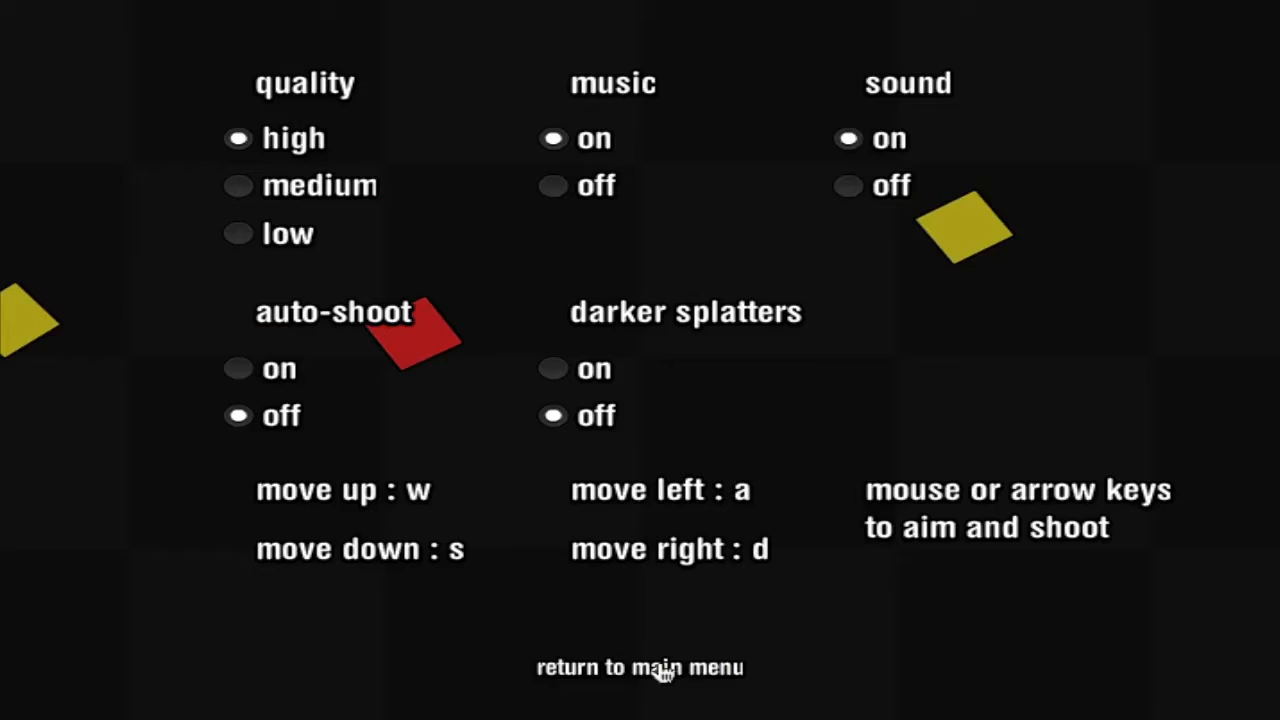 quality
high
medium
low
music
on
off
sound
on
off
auto-shoot
on
off
darker splatters
on
off
move up : w
move down : s
move left : a
move right : d
mouse or arrow keys
to aim and shoot
return to main menu